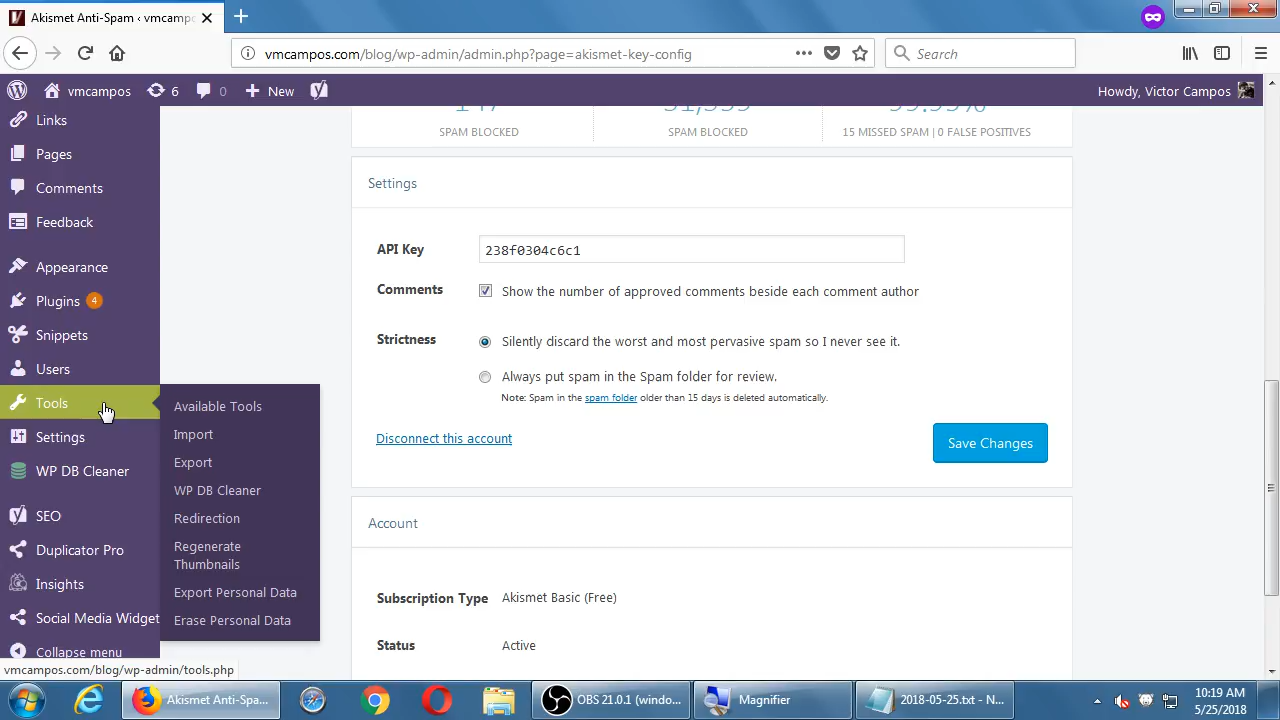 Akismet Anti-Spam ‹ vmcampo
vmcampos.com/blog/wp-admin/admin.php?page=akismet-key-config
Search
vmcampos
6
0
New
Howdy, Victor Campos
Links
Pages
Comments
Feedback
Appearance
Plugins 4
Snippets
Users
Tools
Settings
WP DB Cleaner
SEO
Duplicator Pro
Insights
Social Media Widget
Collapse menu
Available Tools
Import
Export
WP DB Cleaner
Redirection
Regenerate
Thumbnails
Export Personal Data
Erase Personal Data
SPAM BLOCKED
SPAM BLOCKED
15 MISSED SPAM | 0 FALSE POSITIVES
Settings
API Key
238f0304c6c1
Comments
Show the number of approved comments beside each comment author
Strictness
Silently discard the worst and most pervasive spam so I never see it.
Always put spam in the Spam folder for review.
Note: Spam in the spam folder older than 15 days is deleted automatically.
Disconnect this account
Save Changes
Account
Subscription Type
Akismet Basic (Free)
Status
Active
vmcampos.com/blog/wp-admin/tools.php
Akismet Anti-Spa...
OBS 21.0.1 (windo...
Magnifier
2018-05-25.txt - N...
10:19 AM
5/25/2018